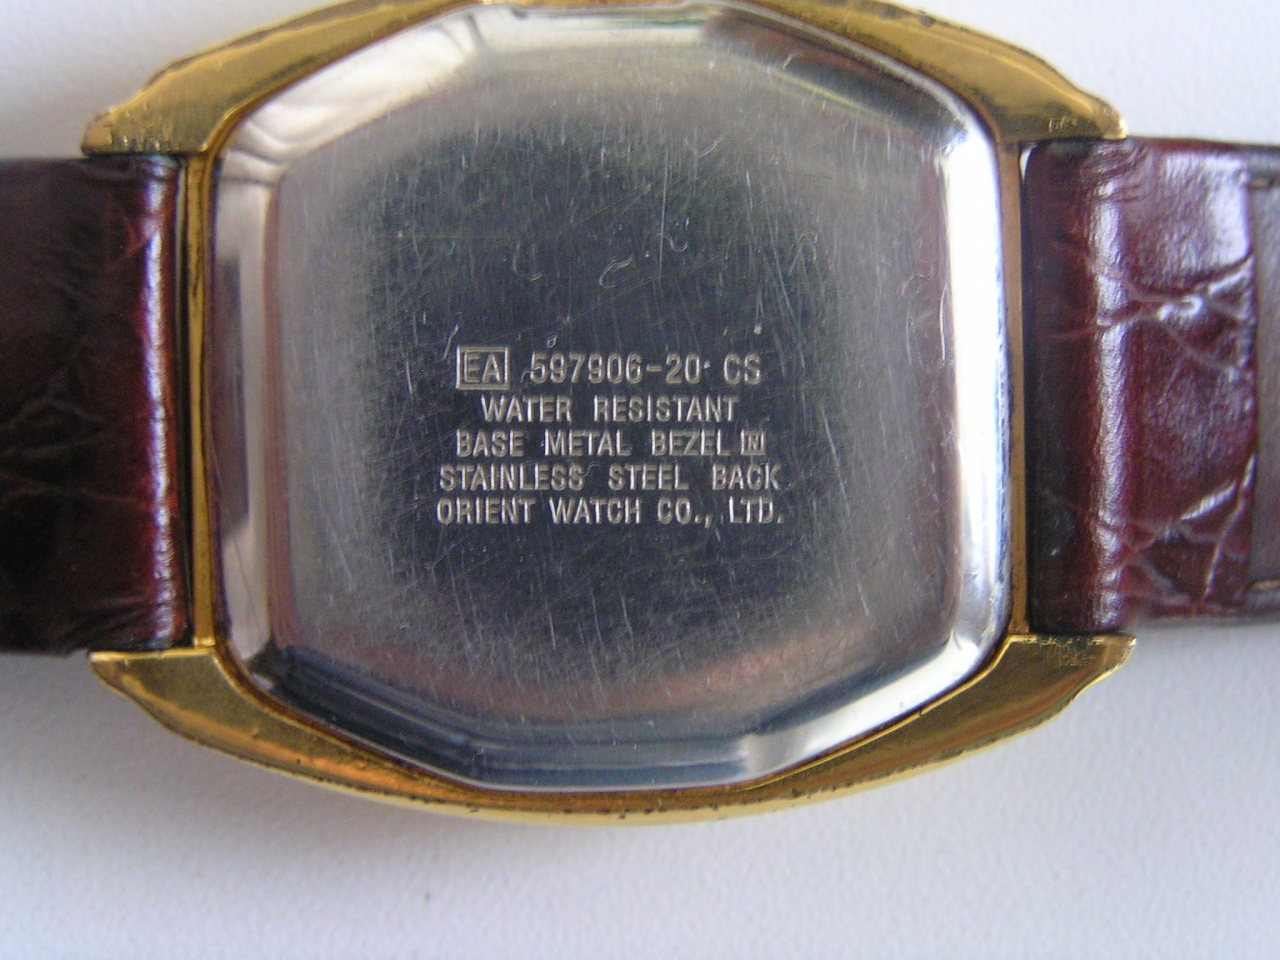 EA 597906-20 CS
WATER RESISTANT
BASE METAL BEZEL N
STAINLESS STEEL BACK
ORIENT WATCH CO., LTD.